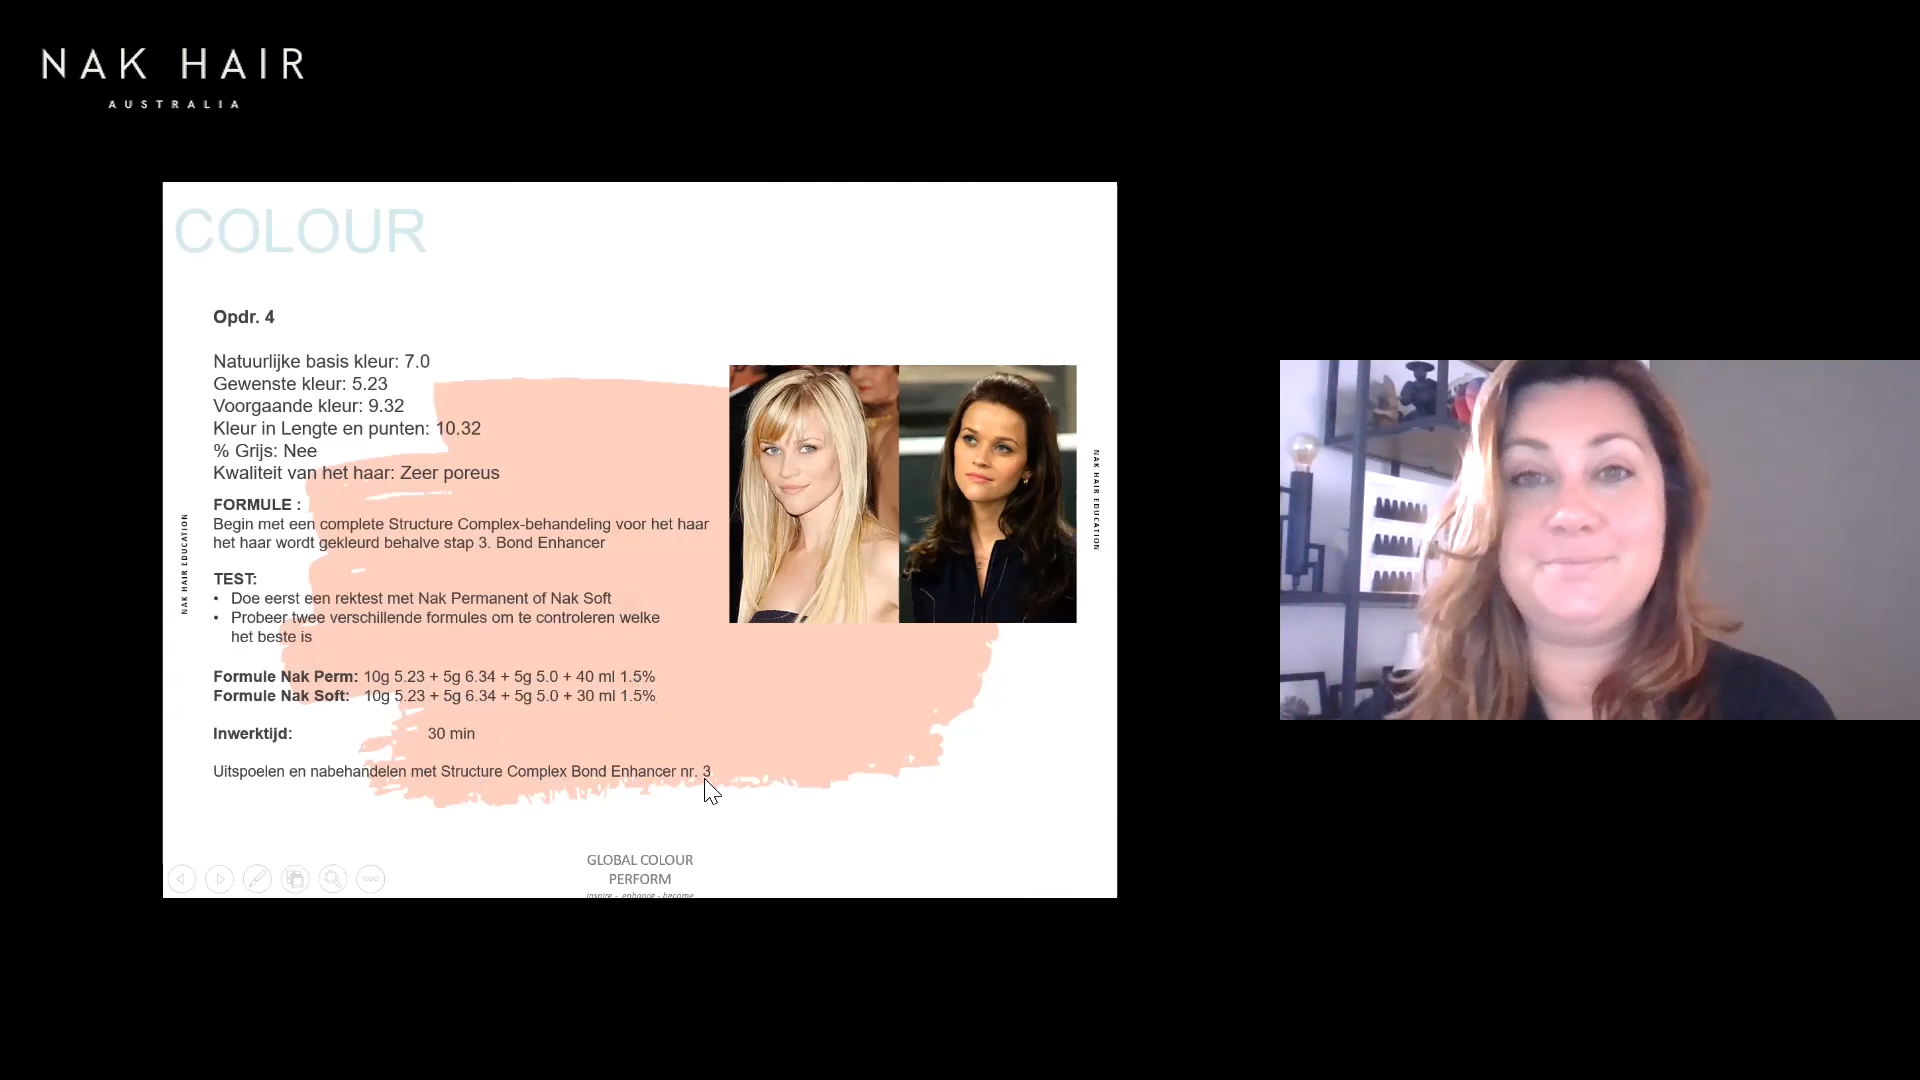 NAK HAIR
AUSTRALIA
COLOUR
Opdr. 4
Natuurlijke basis kleur: 7.0
Gewenste kleur: 5.23
Voorgaande kleur: 9.32
Kleur in Lengte en punten: 10.32
% Grijs: Nee
Kwaliteit van het haar: Zeer poreus
FORMULE :
Begin met een complete Structure Complex-behandeling voor het haar
het haar wordt gekleurd behalve stap 3. Bond Enhancer
TEST:
• Doe eerst een rektest met Nak Permanent of Nak Soft
• Probeer twee verschillende formules om te controleren welke
het beste is
Formule Nak Perm: 10g 5.23 + 5g 6.34 + 5g 5.0 + 40 ml 1.5%
Formule Nak Soft: 10g 5.23 + 5g 6.34 + 5g 5.0 + 30 ml 1.5%
Inwerktijd: 30 min
Uitspoelen en nabehandelen met Structure Complex Bond Enhancer nr. 3
NAK HAIR EDUCATION
NAK HAIR EDUCATION
GLOBAL COLOUR
PERFORM
inspire - enhance - become